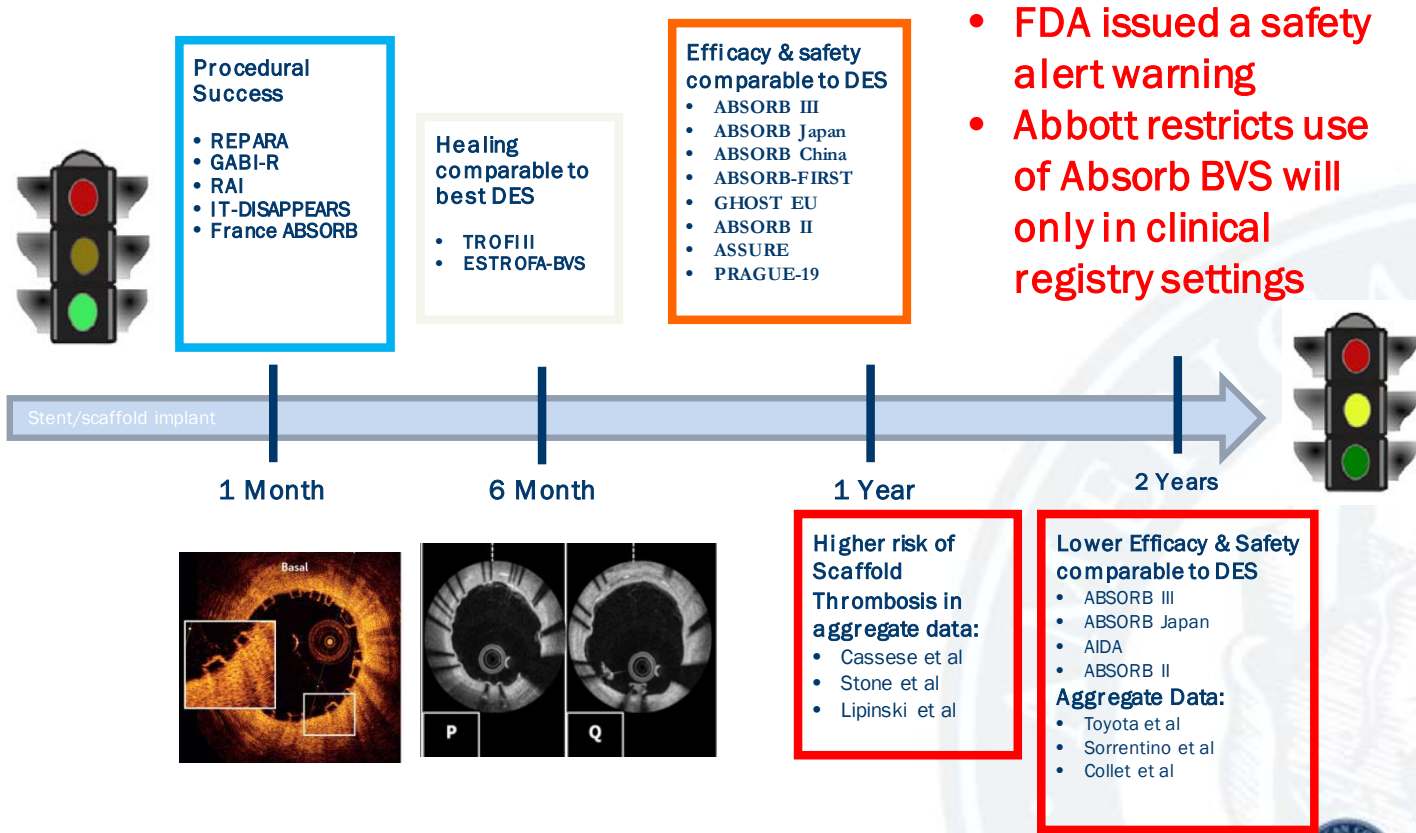 Procedural
Success
• REPARA
• GABI-R
• RAI
• IT-DISAPPEARS
• France ABSORB
Healing
comparable to
best DES
• TROFI II
• ESTROFA-BVS
Efficacy & safety
comparable to DES
• ABSORB III
• ABSORB Japan
• ABSORB China
• ABSORB-FIRST
• GHOST EU
• ABSORB II
• ASSURE
• PRAGUE-19
• FDA issued a safety
alert warning
• Abbott restricts use
of Absorb BVS will
only in clinical
registry settings
Stent/scaffold implant
1 Month
6 Month
1 Year
2 Years
Basal
P
Q
Higher risk of
Scaffold
Thrombosis in
aggregate data:
• Cassese et al
• Stone et al
• Lipinski et al
Lower Efficacy & Safety
comparable to DES
• ABSORB III
• ABSORB Japan
• AIDA
• ABSORB II
Aggregate Data:
• Toyota et al
• Sorrentino et al
• Collet et al